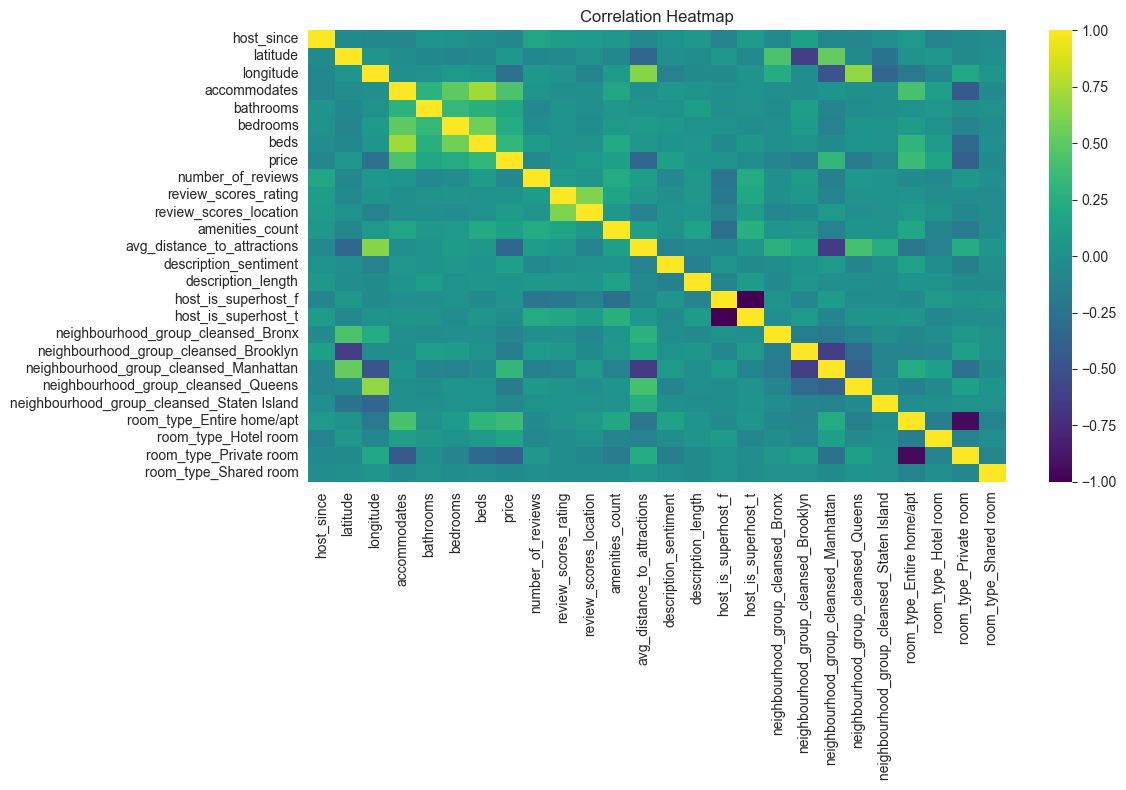 Correlation Heatmap
host_since
latitude
longitude
accommodates
bathrooms
bedrooms
beds
price
number_of_reviews
review_scores_rating
review_scores_location
amenities_count
avg_distance_to_attractions
description_sentiment
description_length
host_is_superhost_f
host_is_superhost_t
neighbourhood_group_cleansed_Bronx
neighbourhood_group_cleansed_Brooklyn
neighbourhood_group_cleansed_Manhattan
neighbourhood_group_cleansed_Queens
neighbourhood_group_cleansed_Staten Island
room_type_Entire home/apt
room_type_Hotel room
room_type_Private room
room_type_Shared room
host_since
latitude
longitude
accommodates
bathrooms
bedrooms
beds
price
number_of_reviews
review_scores_rating
review_scores_location
amenities_count
avg_distance_to_attractions
description_sentiment
description_length
host_is_superhost_f
host_is_superhost_t
neighbourhood_group_cleansed_Bronx
neighbourhood_group_cleansed_Brooklyn
neighbourhood_group_cleansed_Manhattan
neighbourhood_group_cleansed_Queens
neighbourhood_group_cleansed_Staten Island
room_type_Entire home/apt
room_type_Hotel room
room_type_Private room
room_type_Shared room
1.00
0.75
0.50
0.25
0.00
−0.25
−0.50
−0.75
−1.00